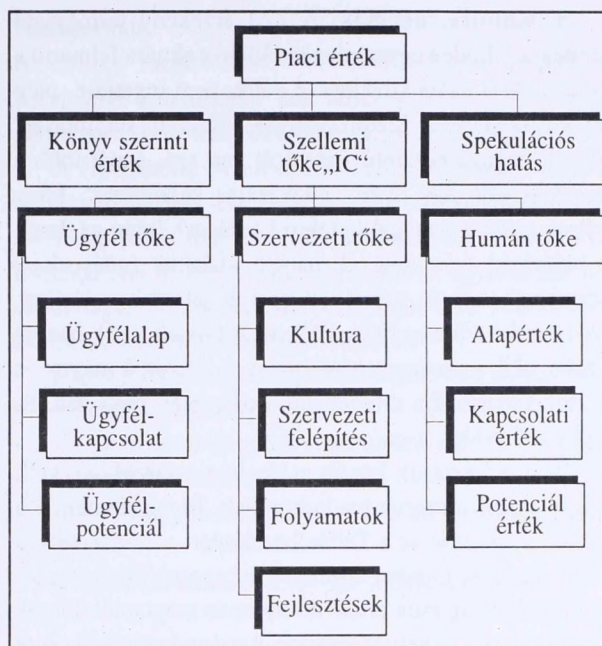 Piaci érték
Könyv szerinti
érték
Szellemi
tőke„IC“
Spekulációs
hatás
Ügyfél tőke
Szervezeti tőke
Humán tőke
Ügyfélalap
Kultúra
Alapérték
Ügyfél-
kapcsolat
Szervezeti
felépítés
Kapcsolati
érték
Ügyfél-
potenciál
Folyamatok
Potenciál
érték
Fejlesztések